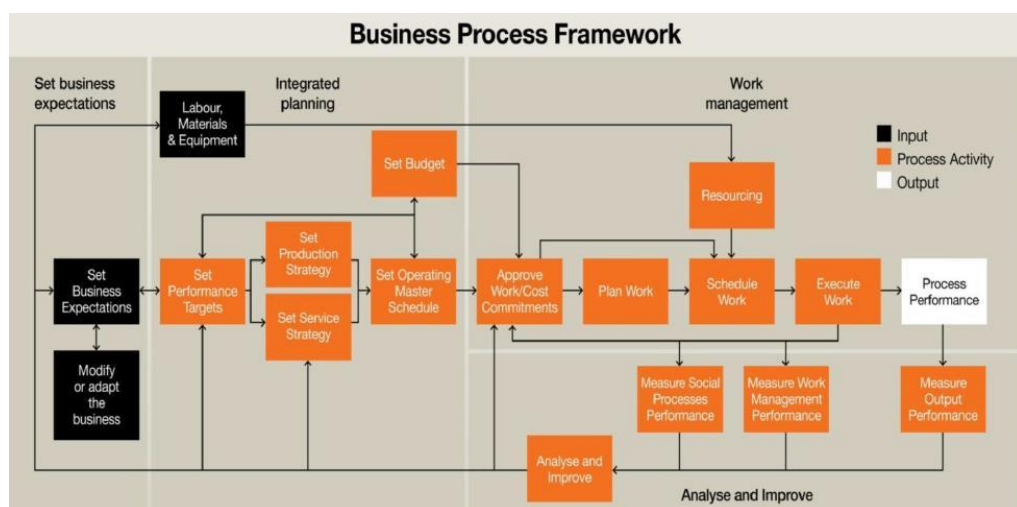 Business Process Framework
Set business
expectations
Integrated
planning
Work
management
Labour,
Materials
& Equipment
Input
Process Activity
Output
Set Budget
Resourcing
Set
Business
Expectations
Set
Performance
Targets
Set
Production
Strategy
Set Service
Strategy
Set Operating
Master
Schedule
Approve
Work/Cost
Commitments
Plan Work
Schedule
Work
Execute
Work
Process
Performance
Modify
or adapt
the
business
Measure Social
Processes
Performance
Measure Work
Management
Performance
Measure
Output
Performance
Analyse and
Improve
Analyse and Improve